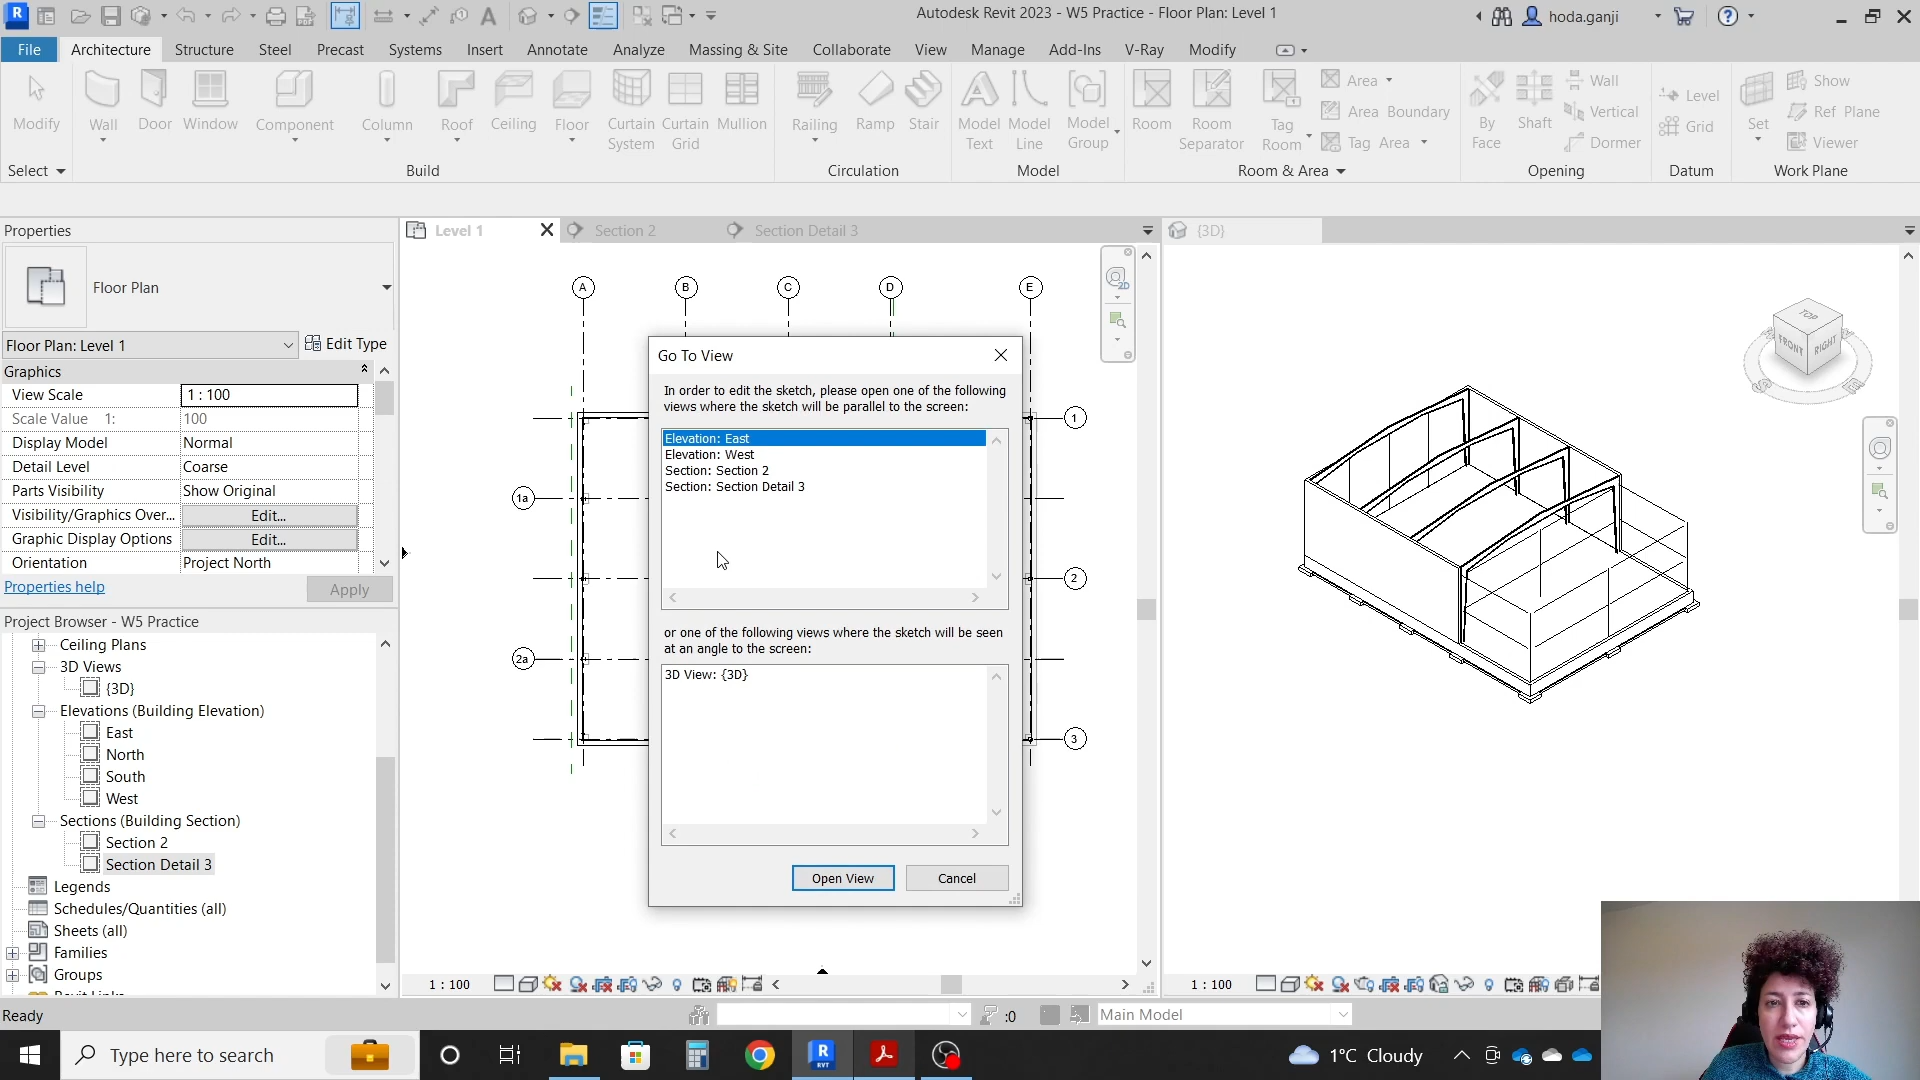 Autodesk Revit 2023 - W5 Practice - Floor Plan: Level 1
hoda.ganji
File Architecture Structure Steel Precast Systems Insert Annotate Analyze Massing & Site Collaborate View Manage Add-Ins V-Ray Modify
Modify Wall Door Window Component Column Roof Ceiling Floor Curtain System Curtain Grid Mullion Railing Ramp Stair Model Text Model Line Model Group Room Room Separator Tag Room Area Area Boundary Tag Area By Face Shaft Wall Vertical Dormer Level Grid Set Show Ref Plane Viewer
Select Build Circulation Model Room & Area Opening Datum Work Plane
Properties
Floor Plan
Floor Plan: Level 1 Edit Type
Graphics
View Scale 1 : 100
Scale Value 1: 100
Display Model Normal
Detail Level Coarse
Parts Visibility Show Original
Visibility/Graphics Over... Edit...
Graphic Display Options Edit...
Orientation Project North
Properties help Apply
Project Browser - W5 Practice
Ceiling Plans
3D Views
{3D}
Elevations (Building Elevation)
East
North
South
West
Sections (Building Section)
Section 2
Section Detail 3
Legends
Schedules/Quantities (all)
Sheets (all)
Families
Groups
Level 1 Section 2 Section Detail 3 {3D}
A B C D E
1
1a
2
2a
3
2D
Go To View
In order to edit the sketch, please open one of the following
views where the sketch will be parallel to the screen:
Elevation: East
Elevation: West
Section: Section 2
Section: Section Detail 3
or one of the following views where the sketch will be seen
at an angle to the screen:
3D View: {3D}
Open View Cancel
TOP
FRONT RIGHT
S E
1 : 100 1 : 100
Ready :0 Main Model
Type here to search 1°C Cloudy
R
RVT